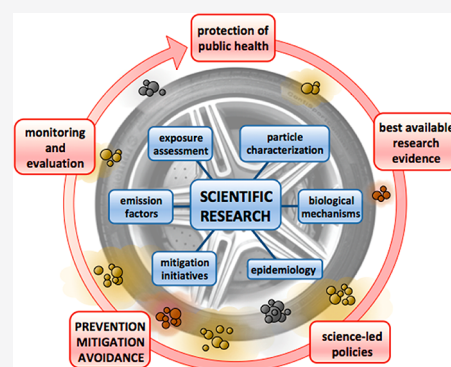 protection of
public health
best available
research
evidence
science-led
policies
PREVENTION
MITIGATION
AVOIDANCE
monitoring
and
evaluation
exposure
assessment
particle
characterization
emission
factors
SCIENTIFIC
RESEARCH
biological
mechanisms
mitigation
initiatives
epidemiology